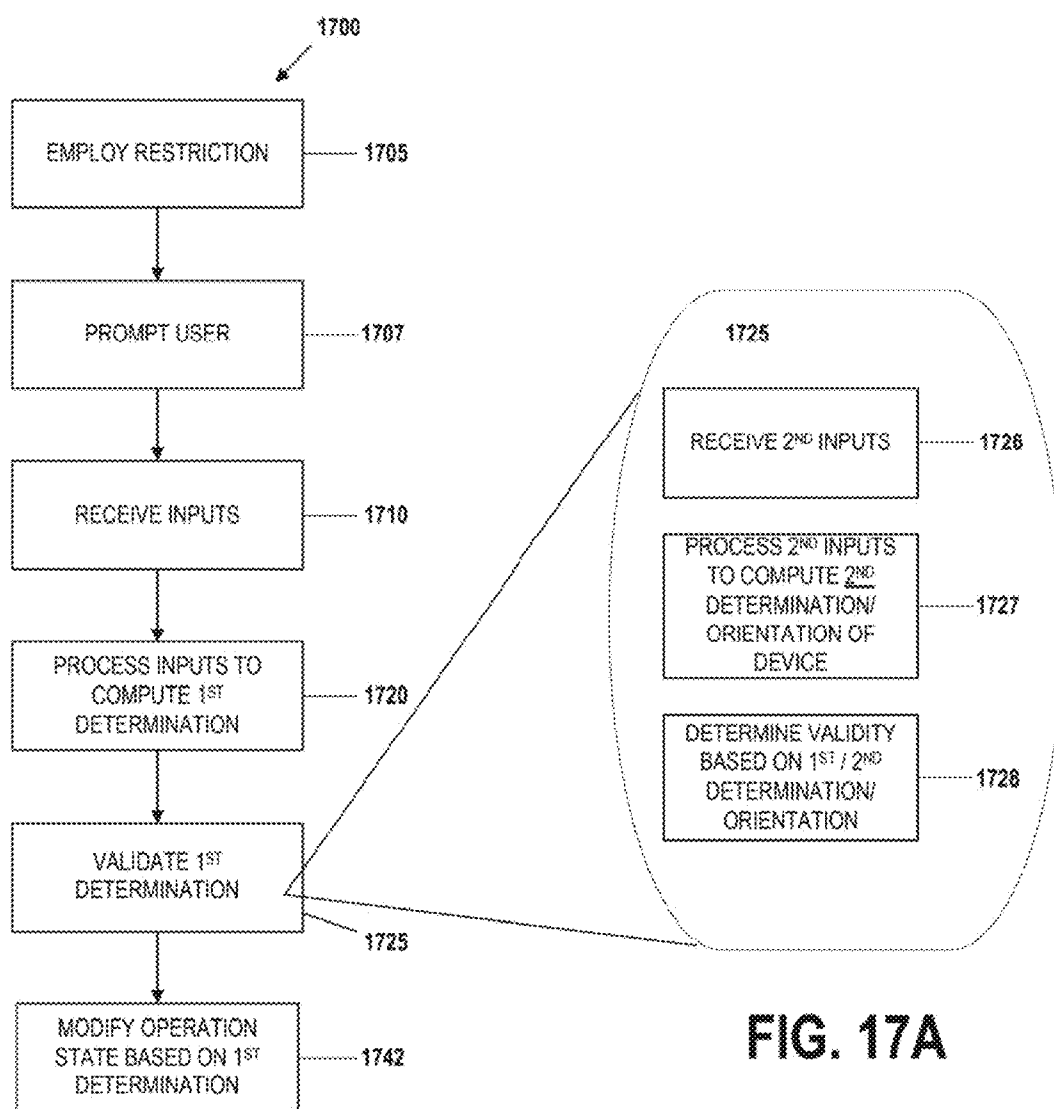 1700
EMPLOY RESTRICTION
1705
PROMPT USER
1707
RECEIVE INPUTS
1710
PROCESS INPUTS TO
COMPUTE 1ST
DETERMINATION
1720
VALIDATE 1ST
DETERMINATION
1725
MODIFY OPERATION
STATE BASED ON 1ST
DETERMINATION
1742
1725
RECEIVE 2ND INPUTS
1726
PROCESS 2ND INPUTS
TO COMPUTE 2ND
DETERMINATION/
ORIENTATION OF
DEVICE
1727
DETERMINE VALIDITY
BASED ON 1ST / 2ND
DETERMINATION/
ORIENTATION
1728
FIG. 17A